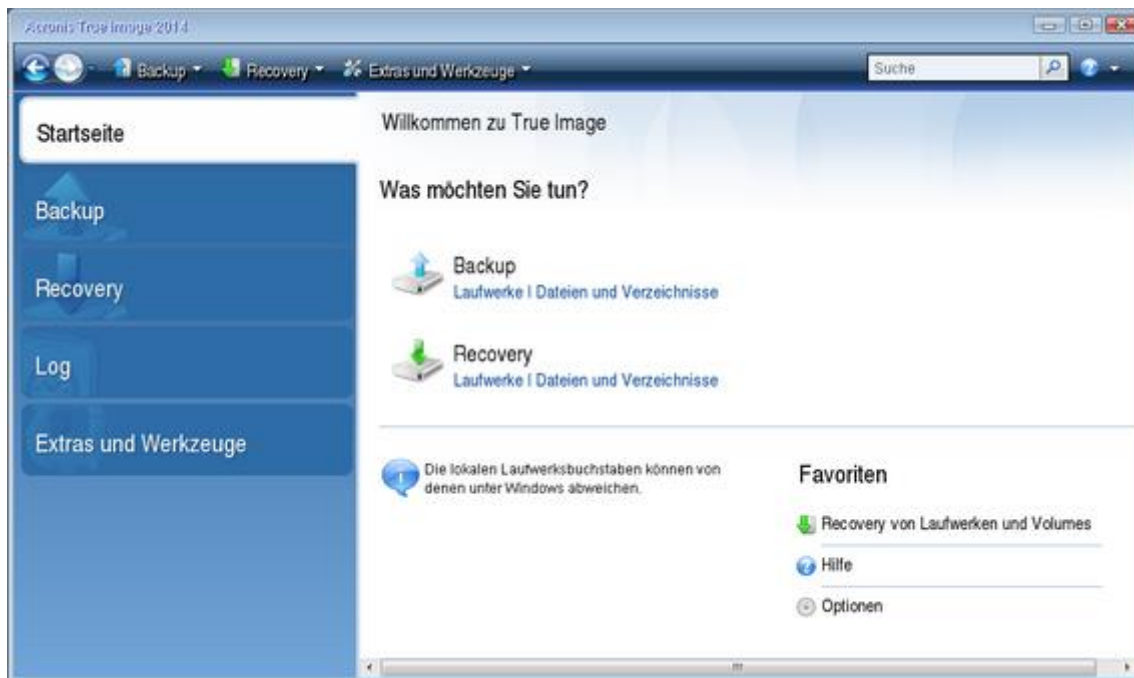 Acronis True Image 2014
Backup
Recovery
Extras und Werkzeuge
Suche
Startseite
Backup
Recovery
Log
Extras und Werkzeuge
Willkommen zu True Image
Was möchten Sie tun?
Backup
Laufwerke | Dateien und Verzeichnisse
Recovery
Laufwerke | Dateien und Verzeichnisse
Die lokalen Laufwerksbuchstaben können von
denen unter Windows abweichen.
Favoriten
Recovery von Laufwerken und Volumes
Hilfe
Optionen